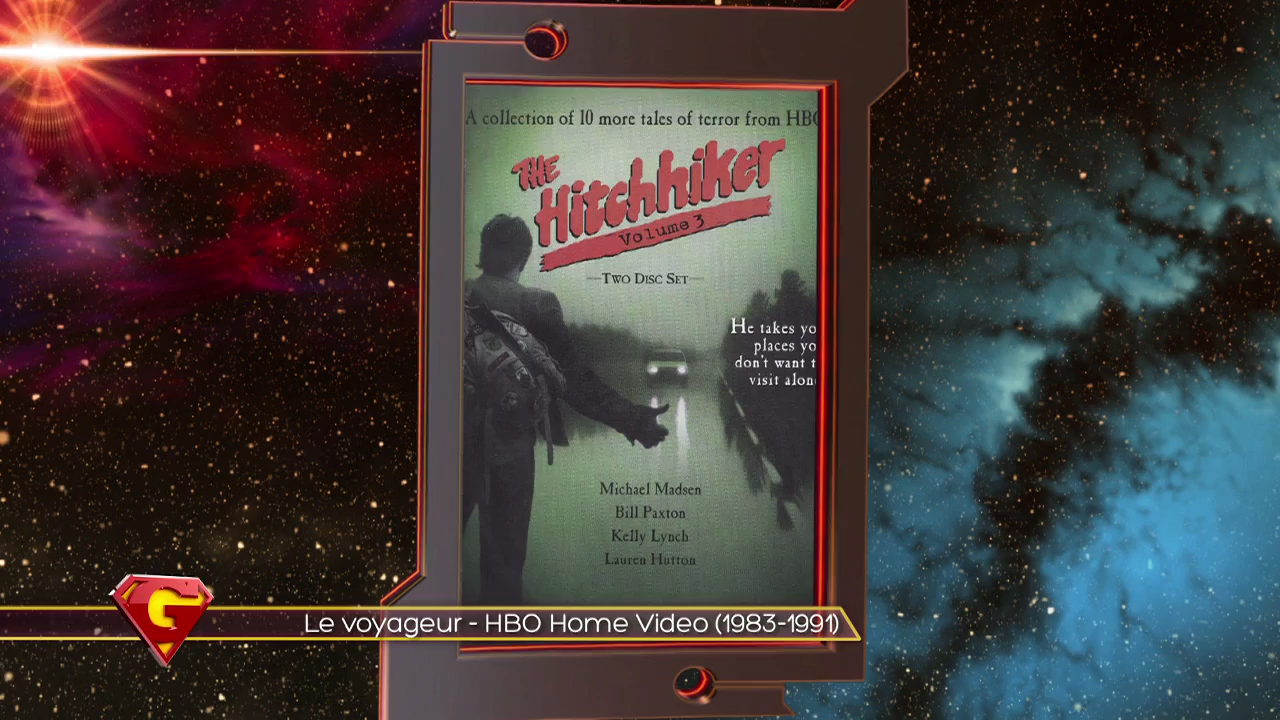 A collection of 10 more tales of terror from HBO
THE
Hitchhiker
Volume 3
Two Disc Set
He takes yo
places yo
don't want t
visit alon
Michael Madsen
Bill Paxton
Kelly Lynch
Lauren Hutton
G
Le voyageur - HBO Home Video (1983-1991)